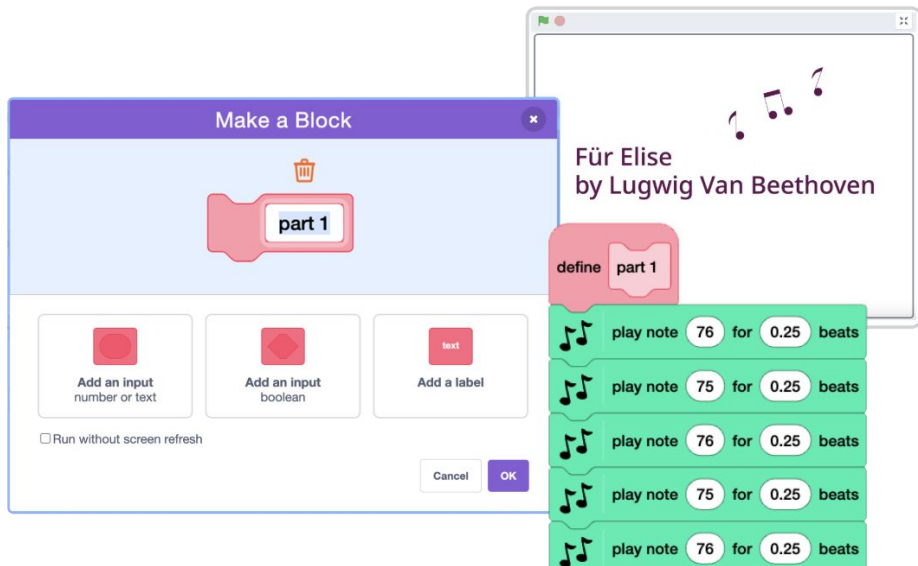 Make a Block
part 1
Add an input
number or text
Add an input
boolean
text
Add a label
Run without screen refresh
Cancel
OK
Für Elise
by Lugwig Van Beethoven
define part 1
play note 76 for 0.25 beats
play note 75 for 0.25 beats
play note 76 for 0.25 beats
play note 75 for 0.25 beats
play note 76 for 0.25 beats